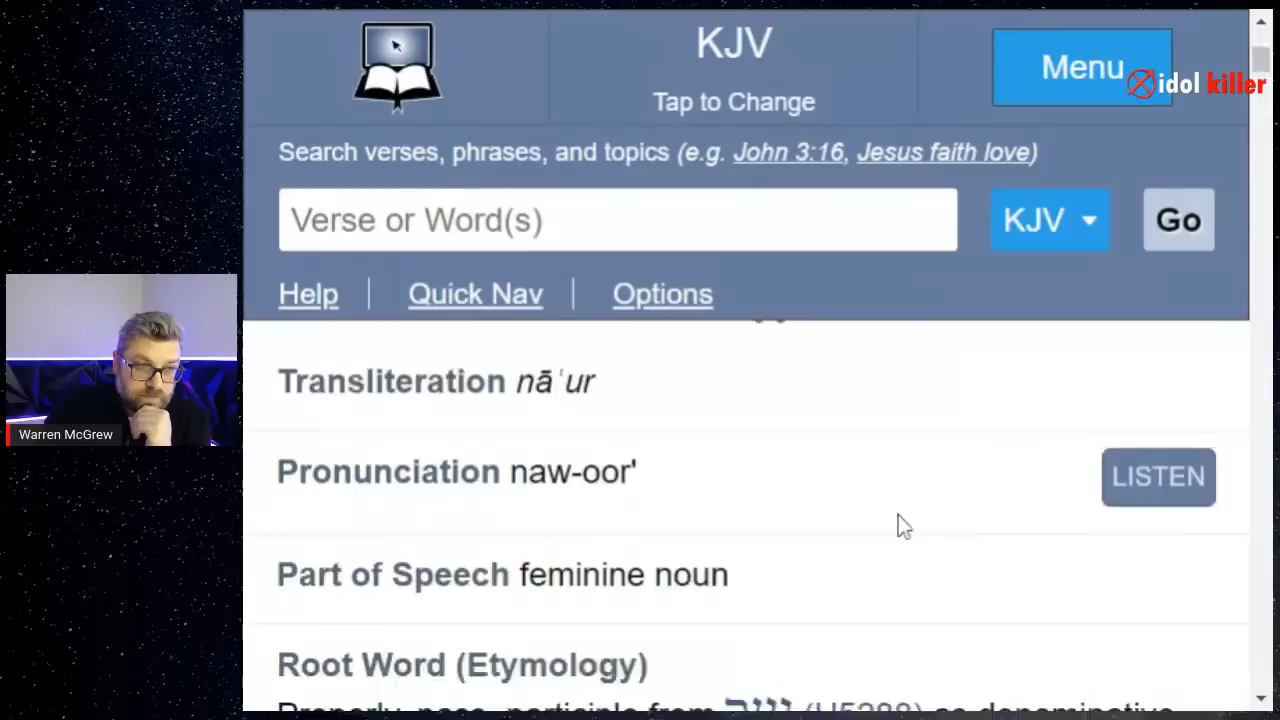 KJV
Tap to Change
Menu
idol killer
Search verses, phrases, and topics (e.g. John 3:16, Jesus faith love)
Verse or Word(s)
KJV
Go
Help
Quick Nav
Options
Transliteration nāʿur
Pronunciation naw-oor'
LISTEN
Part of Speech feminine noun
Root Word (Etymology)
Warren McGrew